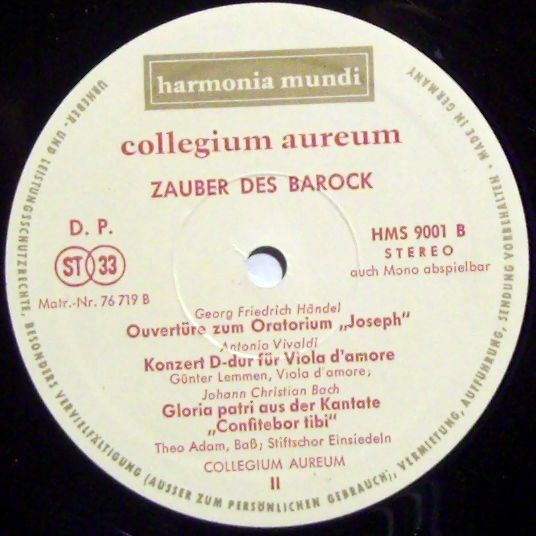 harmonia mundi
collegium aureum
ZAUBER DES BAROCK
D. P.
HMS 9001 B
ST 33
STEREO
auch Mono abspielbar
Matr.-Nr. 76 719 B
Georg Friedrich Händel
Ouvertüre zum Oratorium „Joseph“
Antonio Vivaldi
Konzert D-dur für Viola d'amore
Günter Lemmen, Viola d'amore;
Johann Christian Bach
Gloria patri aus der Kantate
„Confitebor tibi“
Theo Adam, Baß; Stiftschor Einsiedeln
COLLEGIUM AUREUM
II
URHEBER- UND LEISTUNGSSCHUTZRECHTE, BESONDERS VERVIELFÄLTIGUNG (AUSSER ZUM PERSÖNLICHEN GEBRAUCH), VERMIETUNG, AUFFÜHRUNG, SENDUNG VORBEHALTEN • MADE IN GERMANY